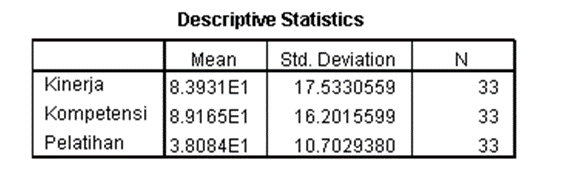 Descriptive Statistics
Mean Std. Deviation N
Kinerja 8.3931E1 17.5330559 33
Kompetensi 8.9165E1 16.2015599 33
Pelatihan 3.8084E1 10.7029380 33